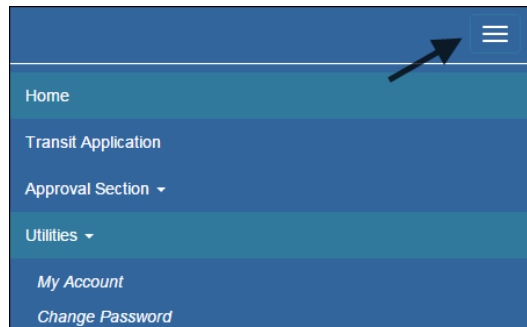 Home
Transit Application
Approval Section
Utilities
My Account
Change Password